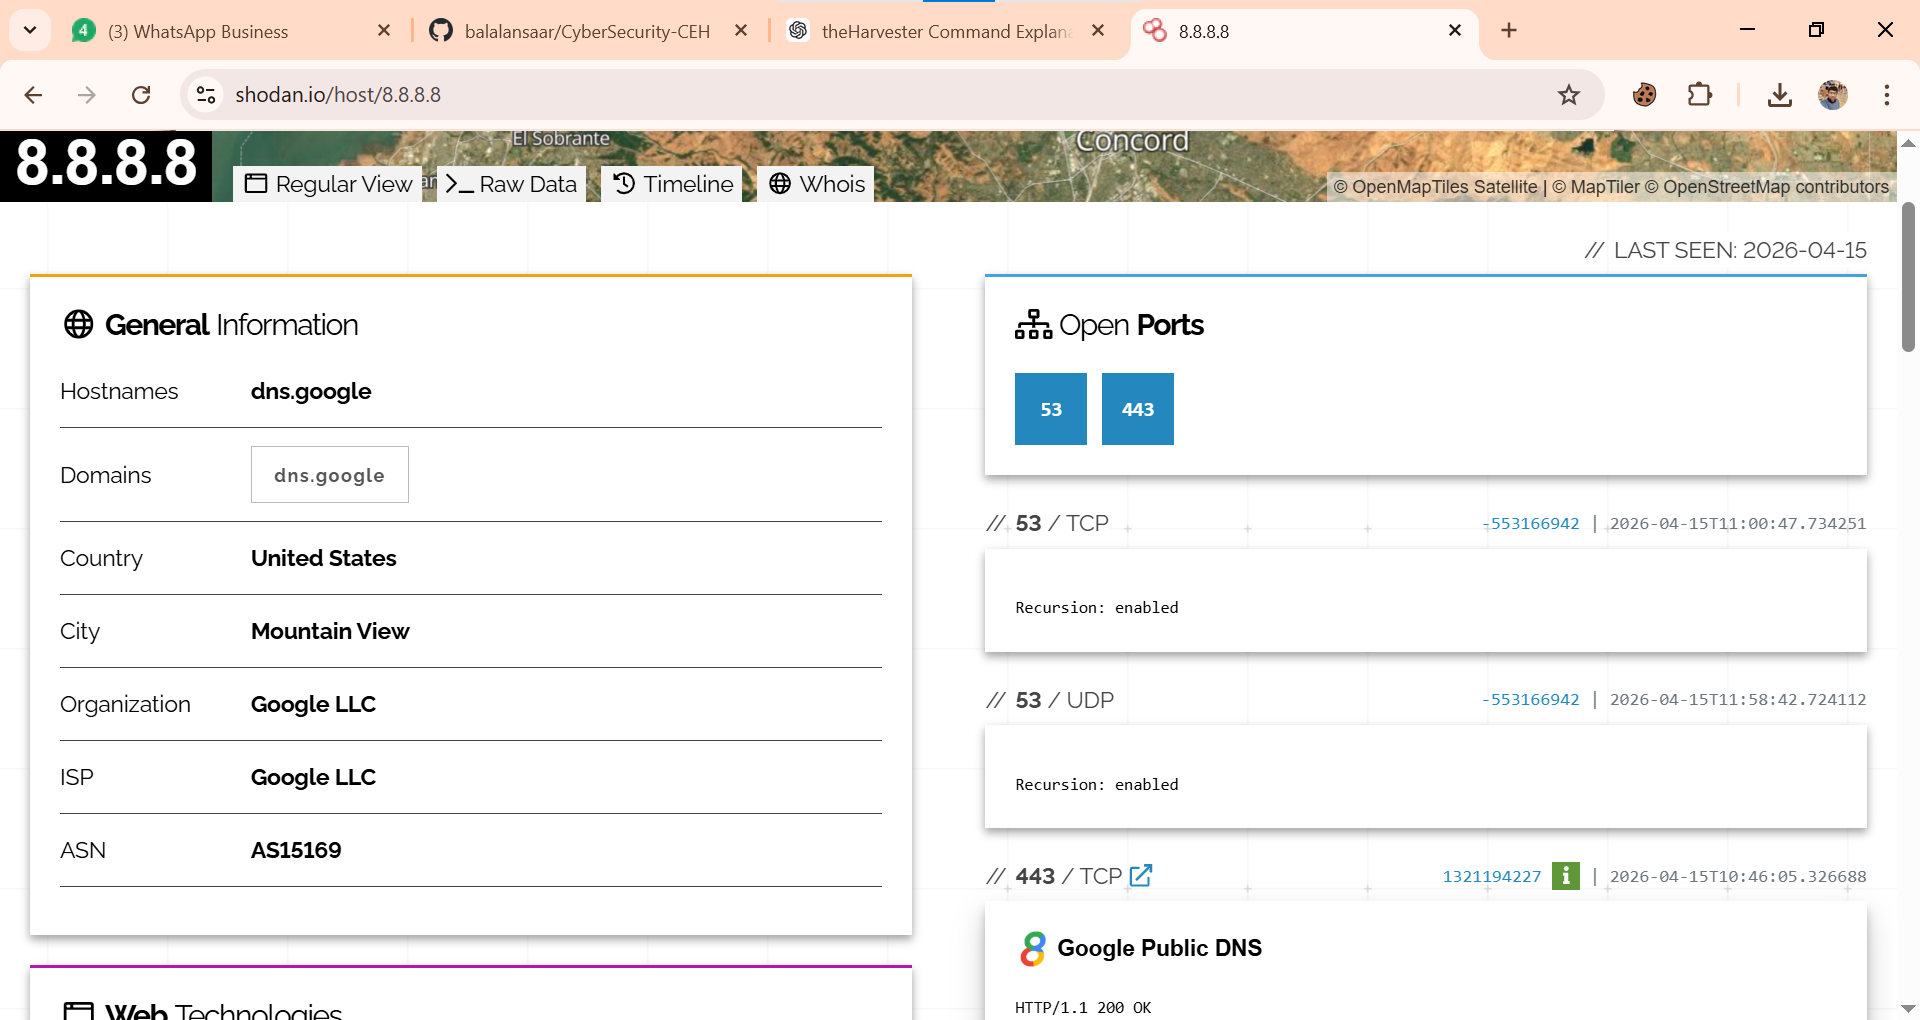 4 (3) WhatsApp Business
balalansaar/CyberSecurity-CEH
theHarvester Command Explana
8.8.8.8
shodan.io/host/8.8.8.8
El Sobrante
Concord
8.8.8.8
Regular View
Raw Data
Timeline
Whois
© OpenMapTiles Satellite | © MapTiler © OpenStreetMap contributors
// LAST SEEN: 2026-04-15
General Information
Hostnames dns.google
Domains dns.google
Country United States
City Mountain View
Organization Google LLC
ISP Google LLC
ASN AS15169
Web Technologies
Open Ports
53 443
// 53 / TCP -553166942 | 2026-04-15T11:00:47.734251
Recursion: enabled
// 53 / UDP -553166942 | 2026-04-15T11:58:42.724112
Recursion: enabled
// 443 / TCP 1321194227 i | 2026-04-15T10:46:05.326688
Google Public DNS
HTTP/1.1 200 OK